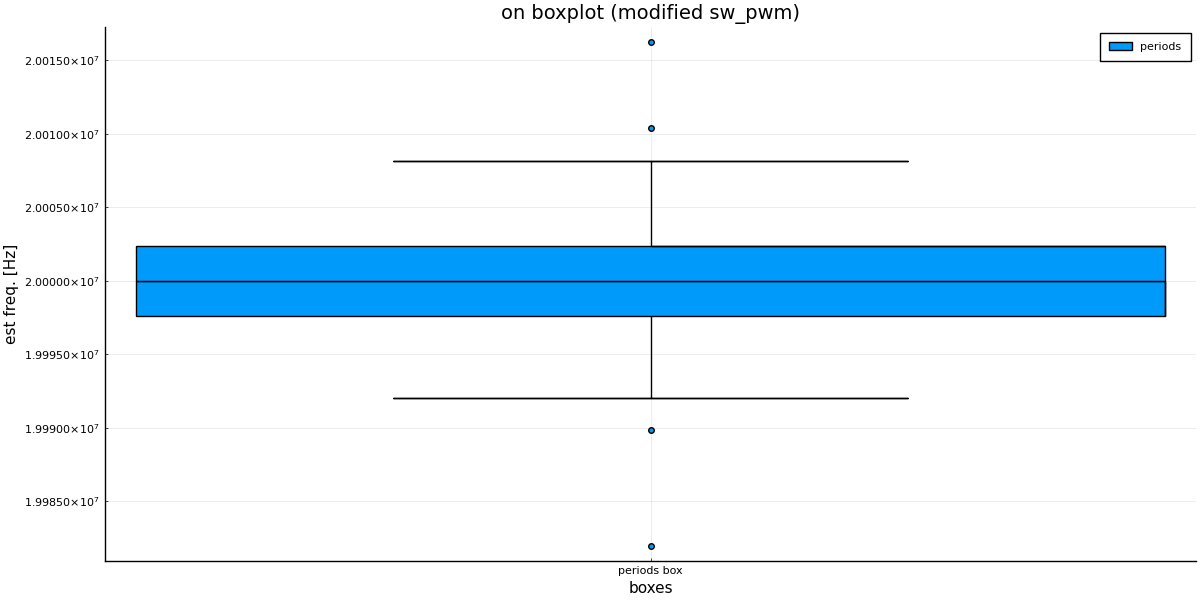 on boxplot (modified sw_pwm)
periods
2.00150×10⁷
2.00100×10⁷
2.00050×10⁷
2.00000×10⁷
1.99950×10⁷
1.99900×10⁷
1.99850×10⁷
est freq. [Hz]
periods box
boxes